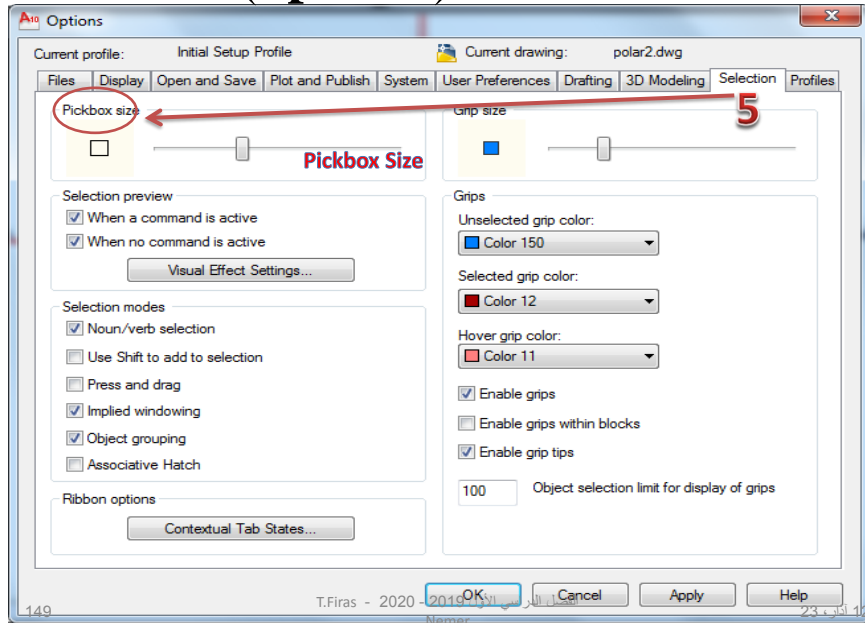 Options
Current profile: Initial Setup Profile Current drawing: polar2.dwg
Files Display Open and Save Plot and Publish System User Preferences Drafting 3D Modeling Selection Profiles
Pickbox size
Grip size
5
Pickbox Size
Selection preview
When a command is active
When no command is active
Visual Effect Settings...
Selection modes
Noun/verb selection
Use Shift to add to selection
Press and drag
Implied windowing
Object grouping
Associative Hatch
Ribbon options
Contextual Tab States...
Grips
Unselected grip color:
Color 150
Selected grip color:
Color 12
Hover grip color:
Color 11
Enable grips
Enable grips within blocks
Enable grip tips
100 Object selection limit for display of grips
OK Cancel Apply Help
149
T.Firas - 2020 - 2019 الفصل الدراسي الأول
Nemer
12 آذار، 23